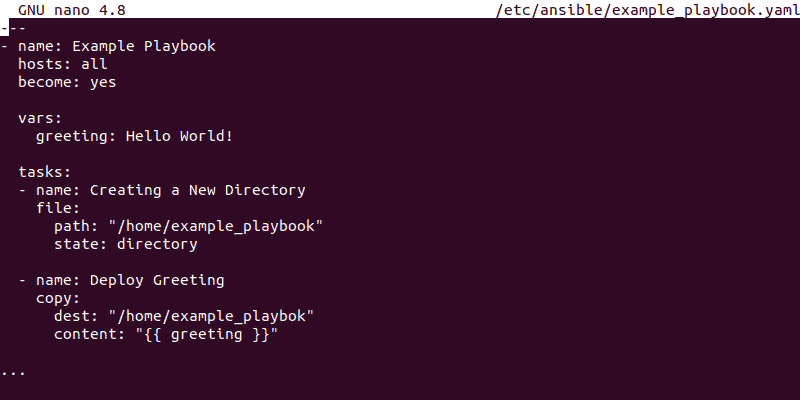 GNU nano 4.8 /etc/ansible/example_playbook.yaml
---
- name: Example Playbook
  hosts: all
  become: yes

  vars:
    greeting: Hello World!

  tasks:
  - name: Creating a New Directory
    file:
      path: "/home/example_playbook"
      state: directory

  - name: Deploy Greeting
    copy:
      dest: "/home/example_playbok"
      content: "{{ greeting }}"

...